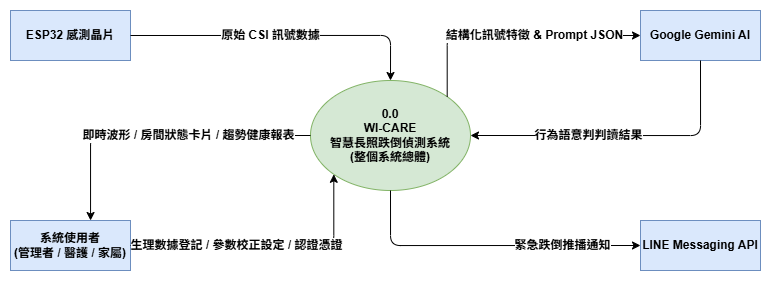 ESP32 感測晶片
原始 CSI 訊號數據
結構化訊號特徵 & Prompt JSON
Google Gemini AI
0.0
WI-CARE
智慧長照跌倒偵測系統
(整個系統總體)
即時波形 / 房間狀態卡片 / 趨勢健康報表
行為語意判判讀結果
系統使用者
(管理者 / 醫護 / 家屬)
生理數據登記 / 參數校正設定 / 認證憑證
緊急跌倒推播通知
LINE Messaging API